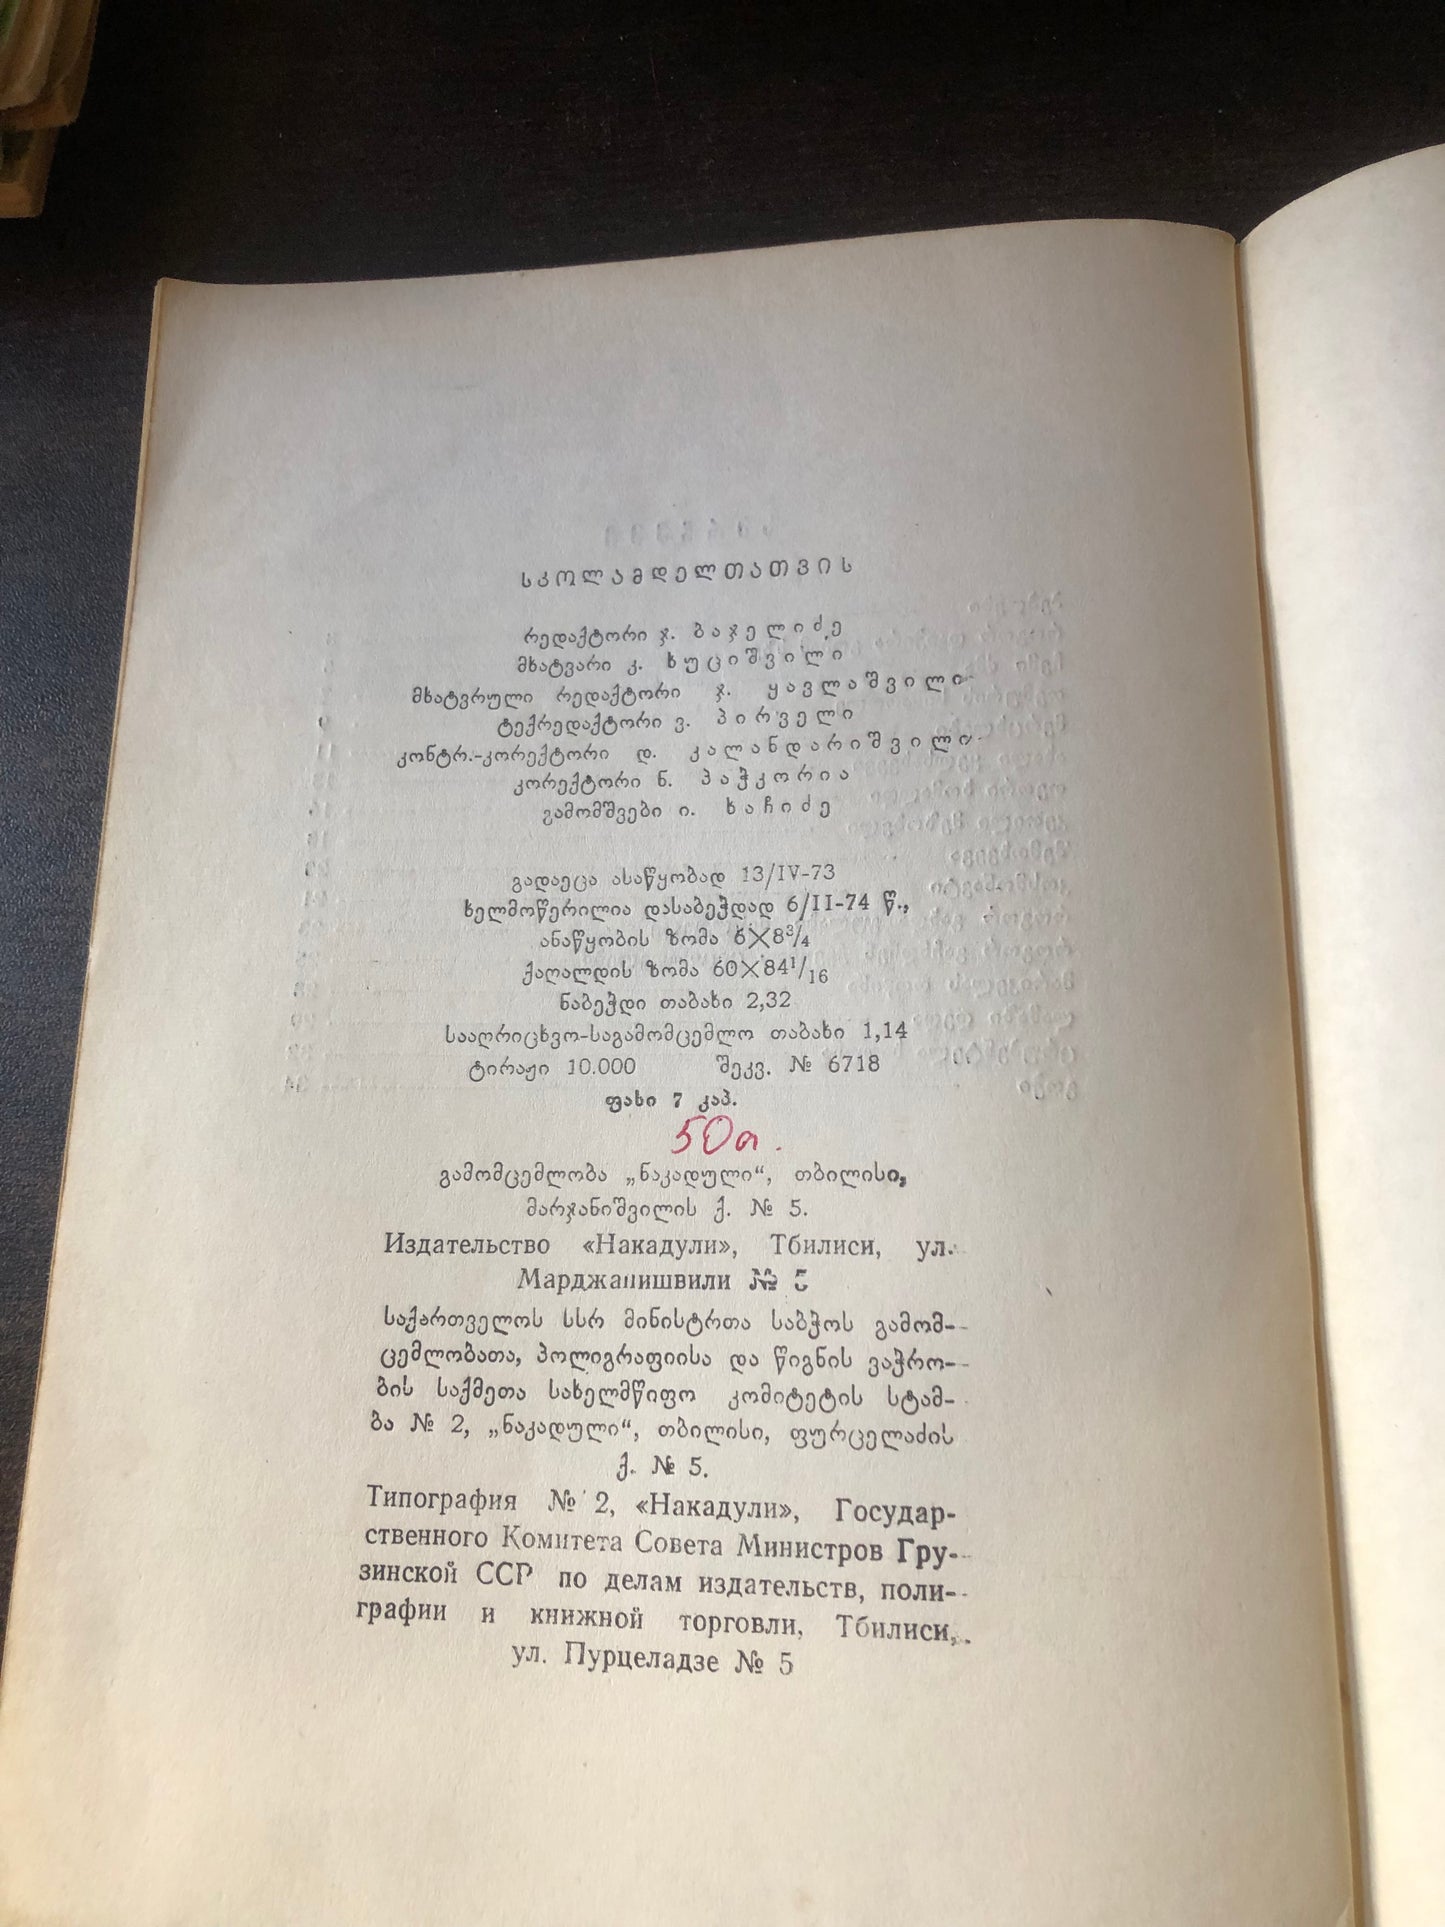 სკოლამდელთათვის
რედაქტორი ჯ. ბაჯელიძე
მხატვარი კ. ხუციშვილი
მხატვრული რედაქტორი ჯ. ყავლაშვილი
ტექრედაქტორი ვ. პირველი
კონტრ.-კორექტორი დ. კალანდარიშვილი
კორექტორი ნ. პაჭკორია
გამომშვები ი. ხაჩიძე
გადაეცა ასაწყობად 13/IV-73
ხელმოწერილია დასაბეჭდად 6/II-74 წ.,
ანაწყობის ზომა 6×8³/₄
ქაღალდის ზომა 60×84¹/₁₆
ნაბეჭდი თაბახი 2,32
სააღრიცხვო-საგამომცემლო თაბახი 1,14
ტირაჟი 10.000 შეკვ. № 6718
ფასი 7 კაპ.
50
გამომცემლობა „ნაკადული“, თბილისი,
მარჯანიშვილის ქ. № 5.
Издательство «Накадули», Тбилиси, ул.
Марджанишвили № 5
საქართველოს სსრ მინისტრთა საბჭოს გამომ-
ცემლობათა, პოლიგრაფიისა და წიგნის ვაჭრო-
ბის საქმეთა სახელმწიფო კომიტეტის სტამ-
ბა № 2, „ნაკადული“, თბილისი, ფურცელაძის
ქ. № 5.
Типография № 2, «Накадули», Государ-
ственного Комитета Совета Министров Гру-
зинской ССР по делам издательств, поли-
графии и книжной торговли, Тбилиси,
ул. Пурцеладзе № 5